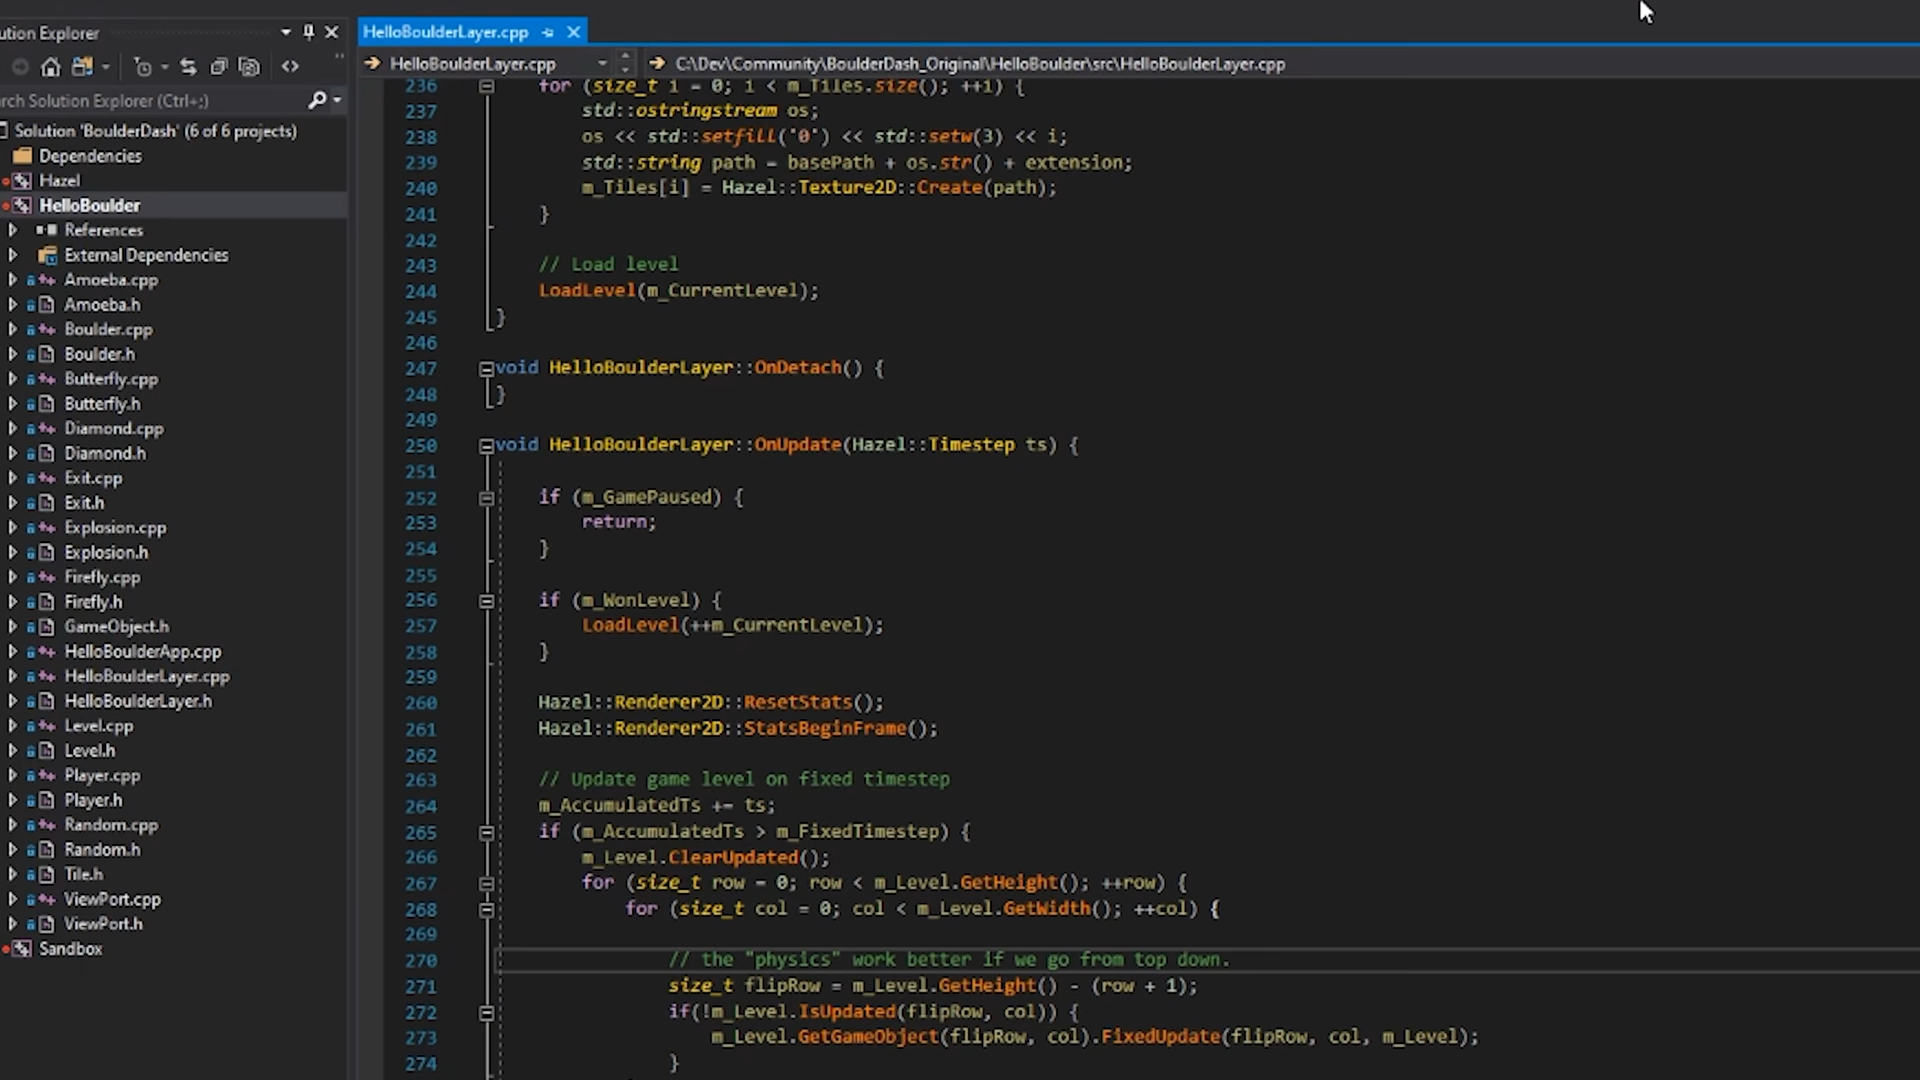 ution Explorer
rch Solution Explorer (Ctrl+;)
Solution 'BoulderDash' (6 of 6 projects)
Dependencies
Hazel
HelloBoulder
References
External Dependencies
Amoeba.cpp
Amoeba.h
Boulder.cpp
Boulder.h
Butterfly.cpp
Butterfly.h
Diamond.cpp
Diamond.h
Exit.cpp
Exit.h
Explosion.cpp
Explosion.h
Firefly.cpp
Firefly.h
GameObject.h
HelloBoulderApp.cpp
HelloBoulderLayer.cpp
HelloBoulderLayer.h
Level.cpp
Level.h
Player.cpp
Player.h
Random.cpp
Random.h
Tile.h
ViewPort.cpp
ViewPort.h
Sandbox
HelloBoulderLayer.cpp
HelloBoulderLayer.cpp
C:\Dev\Community\BoulderDash_Original\HelloBoulder\src\HelloBoulderLayer.cpp
236 for (size_t i = 0; i < m_Tiles.size(); ++i) {
237 std::ostringstream os;
238 os << std::setfill('0') << std::setw(3) << i;
239 std::string path = basePath + os.str() + extension;
240 m_Tiles[i] = Hazel::Texture2D::Create(path);
241 }
242
243 // Load level
244 LoadLevel(m_CurrentLevel);
245 }
246
247 void HelloBoulderLayer::OnDetach() {
248 }
249
250 void HelloBoulderLayer::OnUpdate(Hazel::Timestep ts) {
251
252 if (m_GamePaused) {
253 return;
254 }
255
256 if (m_WonLevel) {
257 LoadLevel(++m_CurrentLevel);
258 }
259
260 Hazel::Renderer2D::ResetStats();
261 Hazel::Renderer2D::StatsBeginFrame();
262
263 // Update game level on fixed timestep
264 m_AccumulatedTs += ts;
265 if (m_AccumulatedTs > m_FixedTimestep) {
266 m_Level.ClearUpdated();
267 for (size_t row = 0; row < m_Level.GetHeight(); ++row) {
268 for (size_t col = 0; col < m_Level.GetWidth(); ++col) {
269
270 // the "physics" work better if we go from top down.
271 size_t flipRow = m_Level.GetHeight() - (row + 1);
272 if(!m_Level.IsUpdated(flipRow, col)) {
273 m_Level.GetGameObject(flipRow, col).FixedUpdate(flipRow, col, m_Level);
274 }